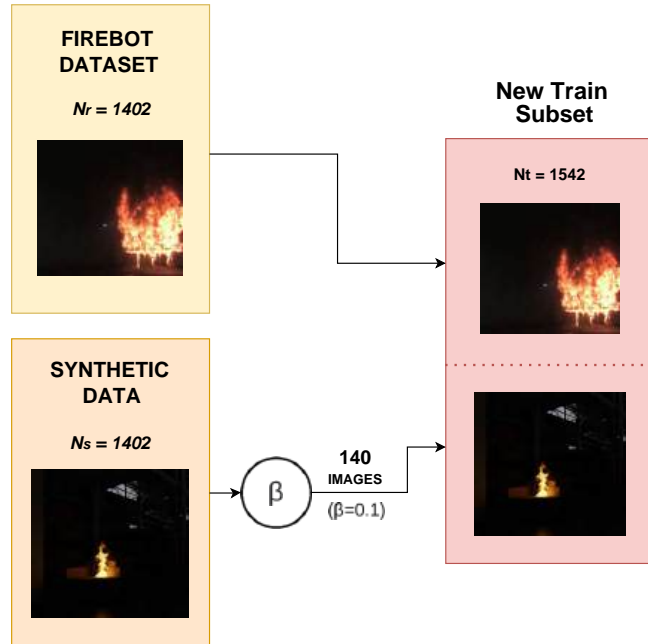 FIREBOT
DATASET
Nr = 1402
New Train
Subset
Nt = 1542
SYNTHETIC
DATA
Ns = 1402
β
140
IMAGES
(β=0.1)